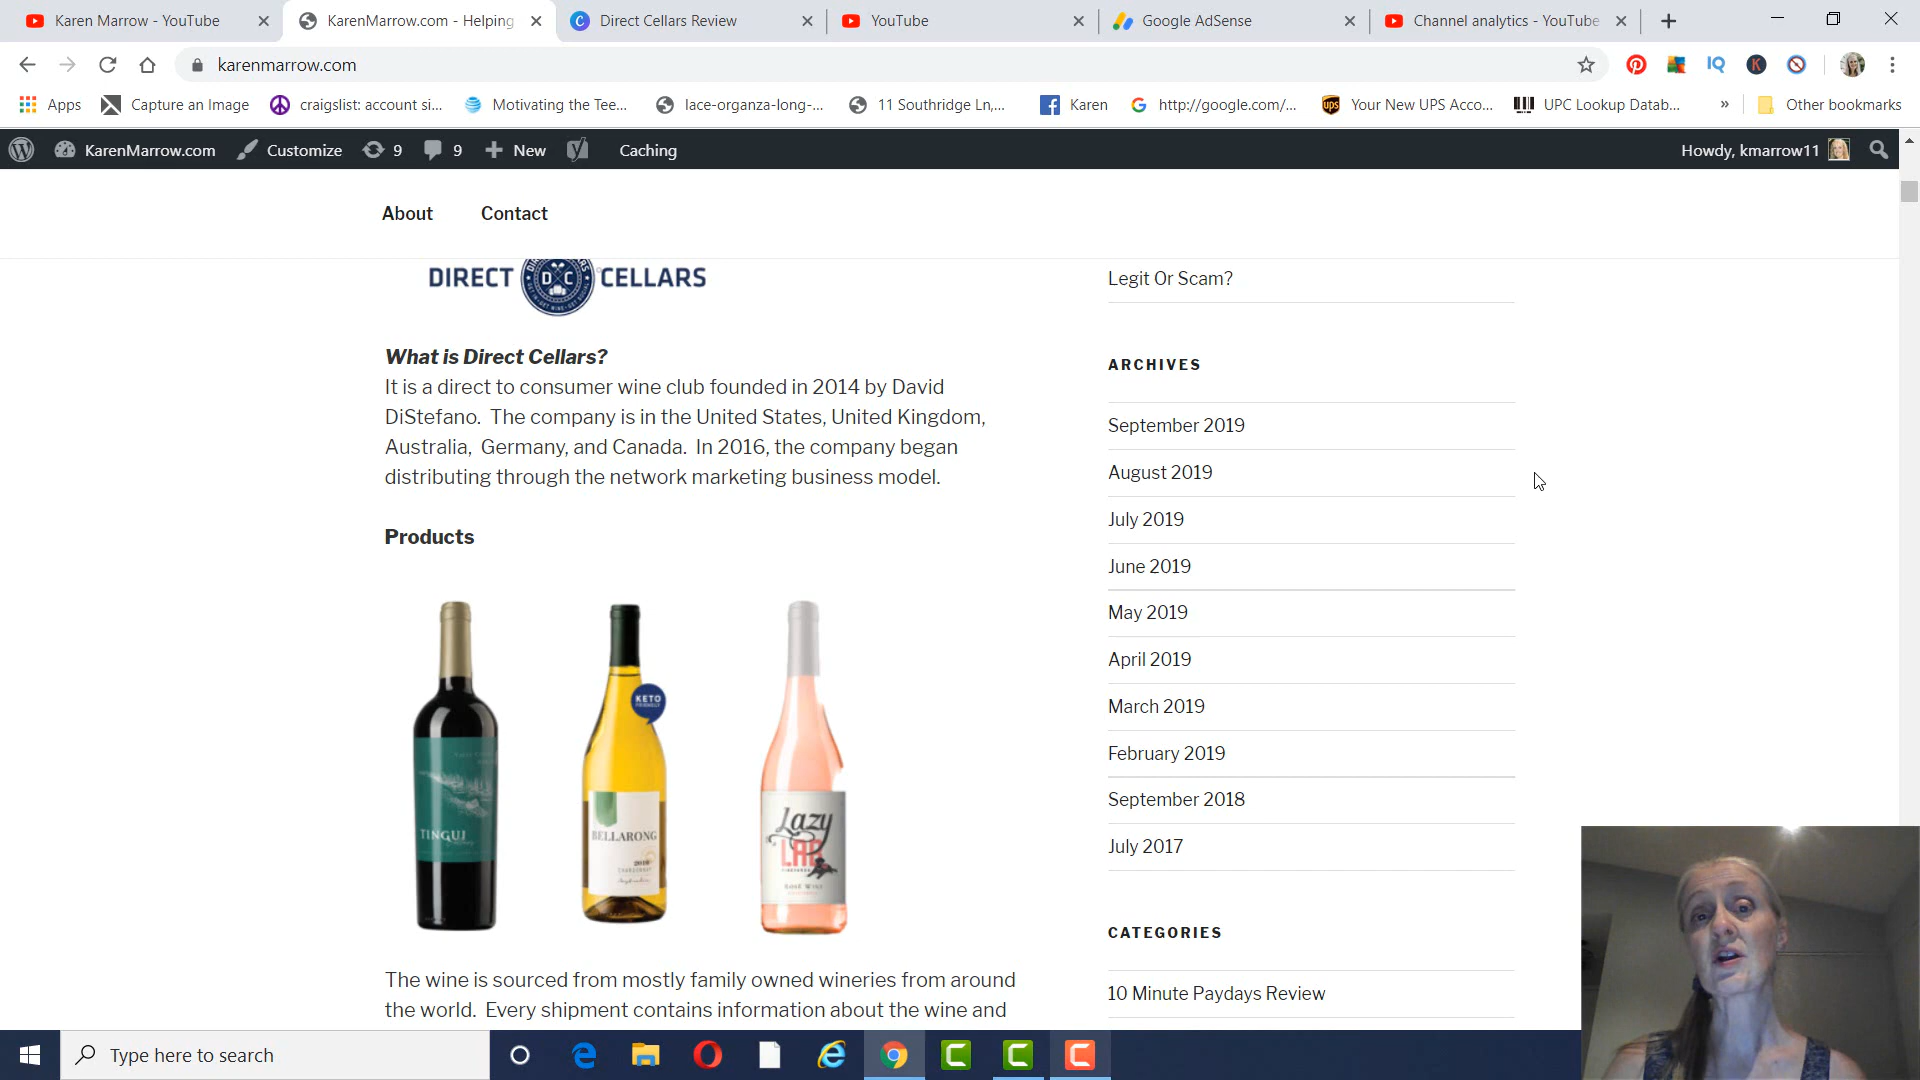 Karen Marrow - YouTube
KarenMarrow.com - Helping
Direct Cellars Review
YouTube
Google AdSense
Channel analytics - YouTube
karenmarrow.com
Apps
Capture an Image
craigslist: account si...
Motivating the Tee...
lace-organza-long-...
11 Southridge Ln,...
Karen
http://google.com/...
Your New UPS Acco...
UPC Lookup Datab...
»
Other bookmarks
KarenMarrow.com
Customize
9
9
New
Caching
Howdy, kmarrow11
About
Contact
DIRECT D C CELLARS
What is Direct Cellars?
It is a direct to consumer wine club founded in 2014 by David
DiStefano. The company is in the United States, United Kingdom,
Australia, Germany, and Canada. In 2016, the company began
distributing through the network marketing business model.
Products
KETO
FRIENDLY
TINGUJ
BELLARONG
CHARDONNAY
Lazy
ROSÉ WINE
The wine is sourced from mostly family owned wineries from around
the world. Every shipment contains information about the wine and
Legit Or Scam?
ARCHIVES
September 2019
August 2019
July 2019
June 2019
May 2019
April 2019
March 2019
February 2019
September 2018
July 2017
CATEGORIES
10 Minute Paydays Review
Type here to search